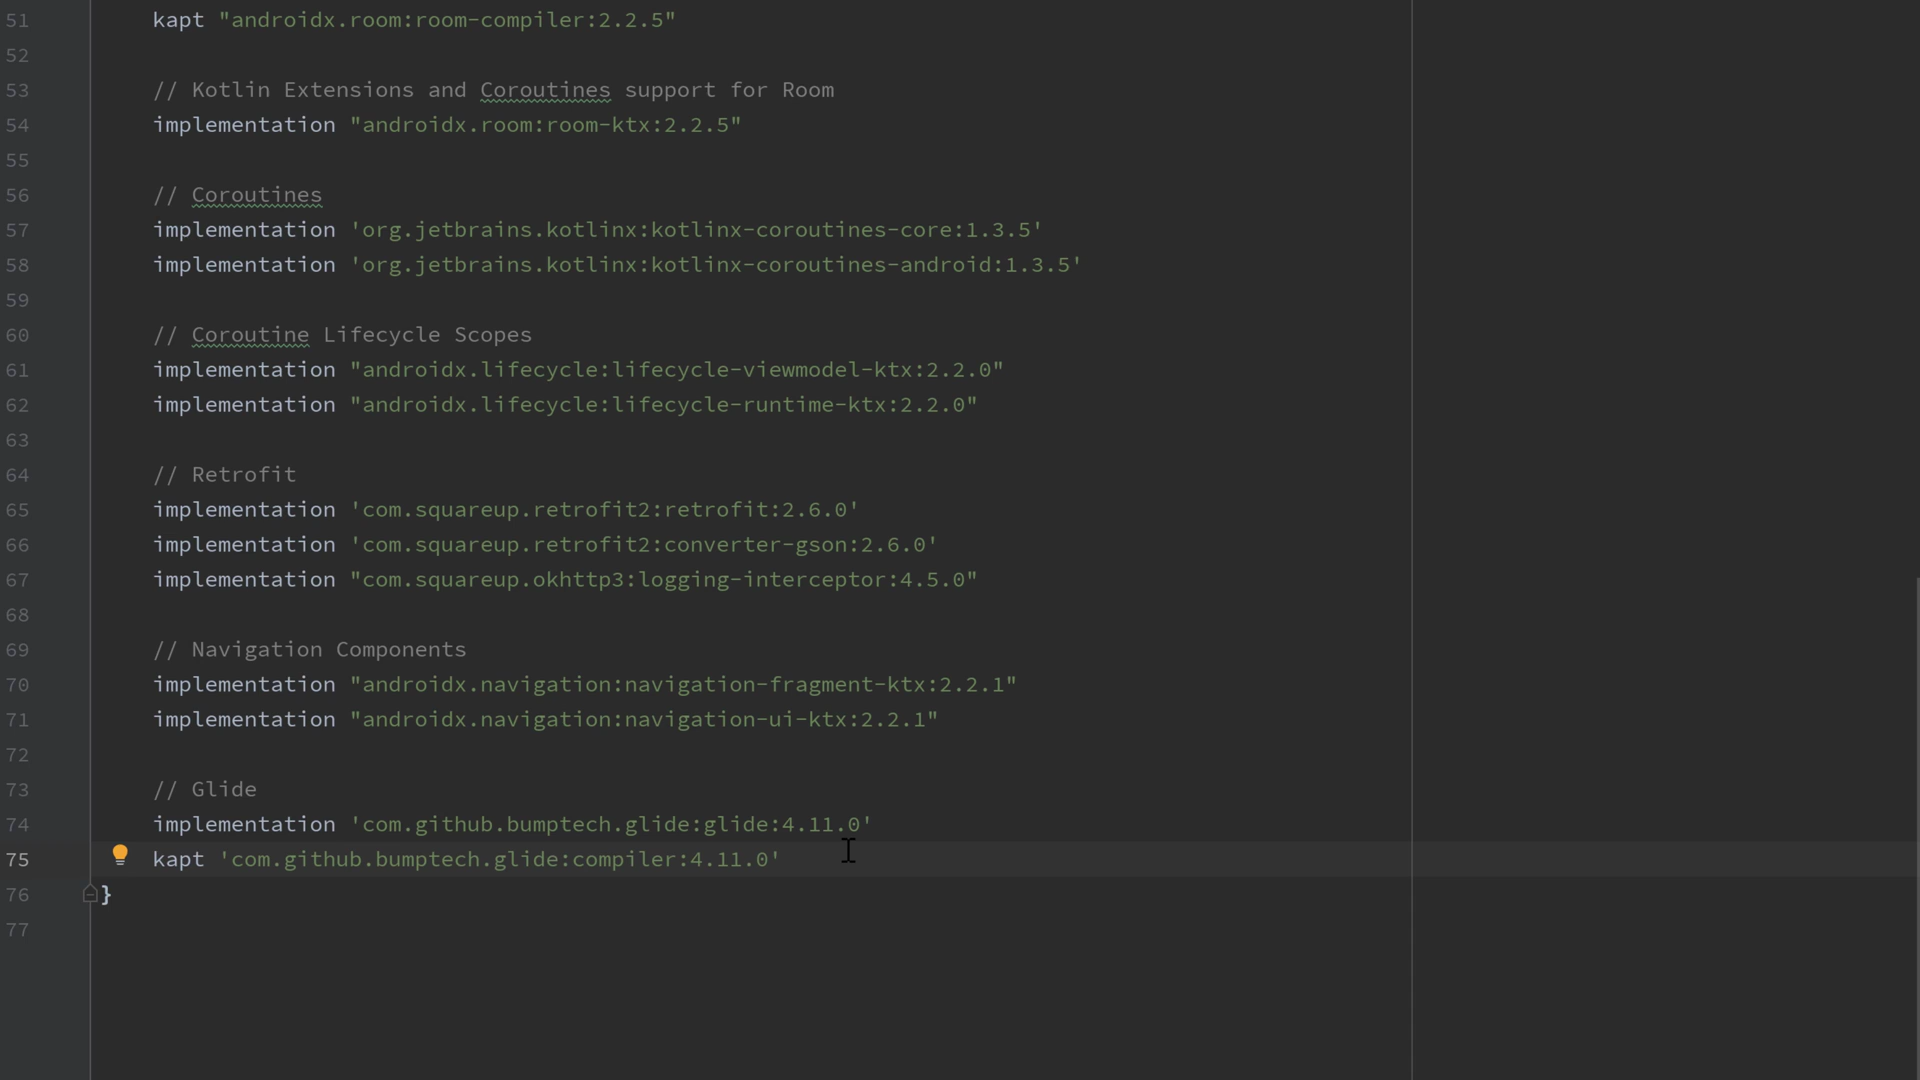 51 kapt "androidx.room:room-compiler:2.2.5"
52
53 // Kotlin Extensions and Coroutines support for Room
54 implementation "androidx.room:room-ktx:2.2.5"
55
56 // Coroutines
57 implementation 'org.jetbrains.kotlinx:kotlinx-coroutines-core:1.3.5'
58 implementation 'org.jetbrains.kotlinx:kotlinx-coroutines-android:1.3.5'
59
60 // Coroutine Lifecycle Scopes
61 implementation "androidx.lifecycle:lifecycle-viewmodel-ktx:2.2.0"
62 implementation "androidx.lifecycle:lifecycle-runtime-ktx:2.2.0"
63
64 // Retrofit
65 implementation 'com.squareup.retrofit2:retrofit:2.6.0'
66 implementation 'com.squareup.retrofit2:converter-gson:2.6.0'
67 implementation "com.squareup.okhttp3:logging-interceptor:4.5.0"
68
69 // Navigation Components
70 implementation "androidx.navigation:navigation-fragment-ktx:2.2.1"
71 implementation "androidx.navigation:navigation-ui-ktx:2.2.1"
72
73 // Glide
74 implementation 'com.github.bumptech.glide:glide:4.11.0'
75 kapt 'com.github.bumptech.glide:compiler:4.11.0'
76 }
77